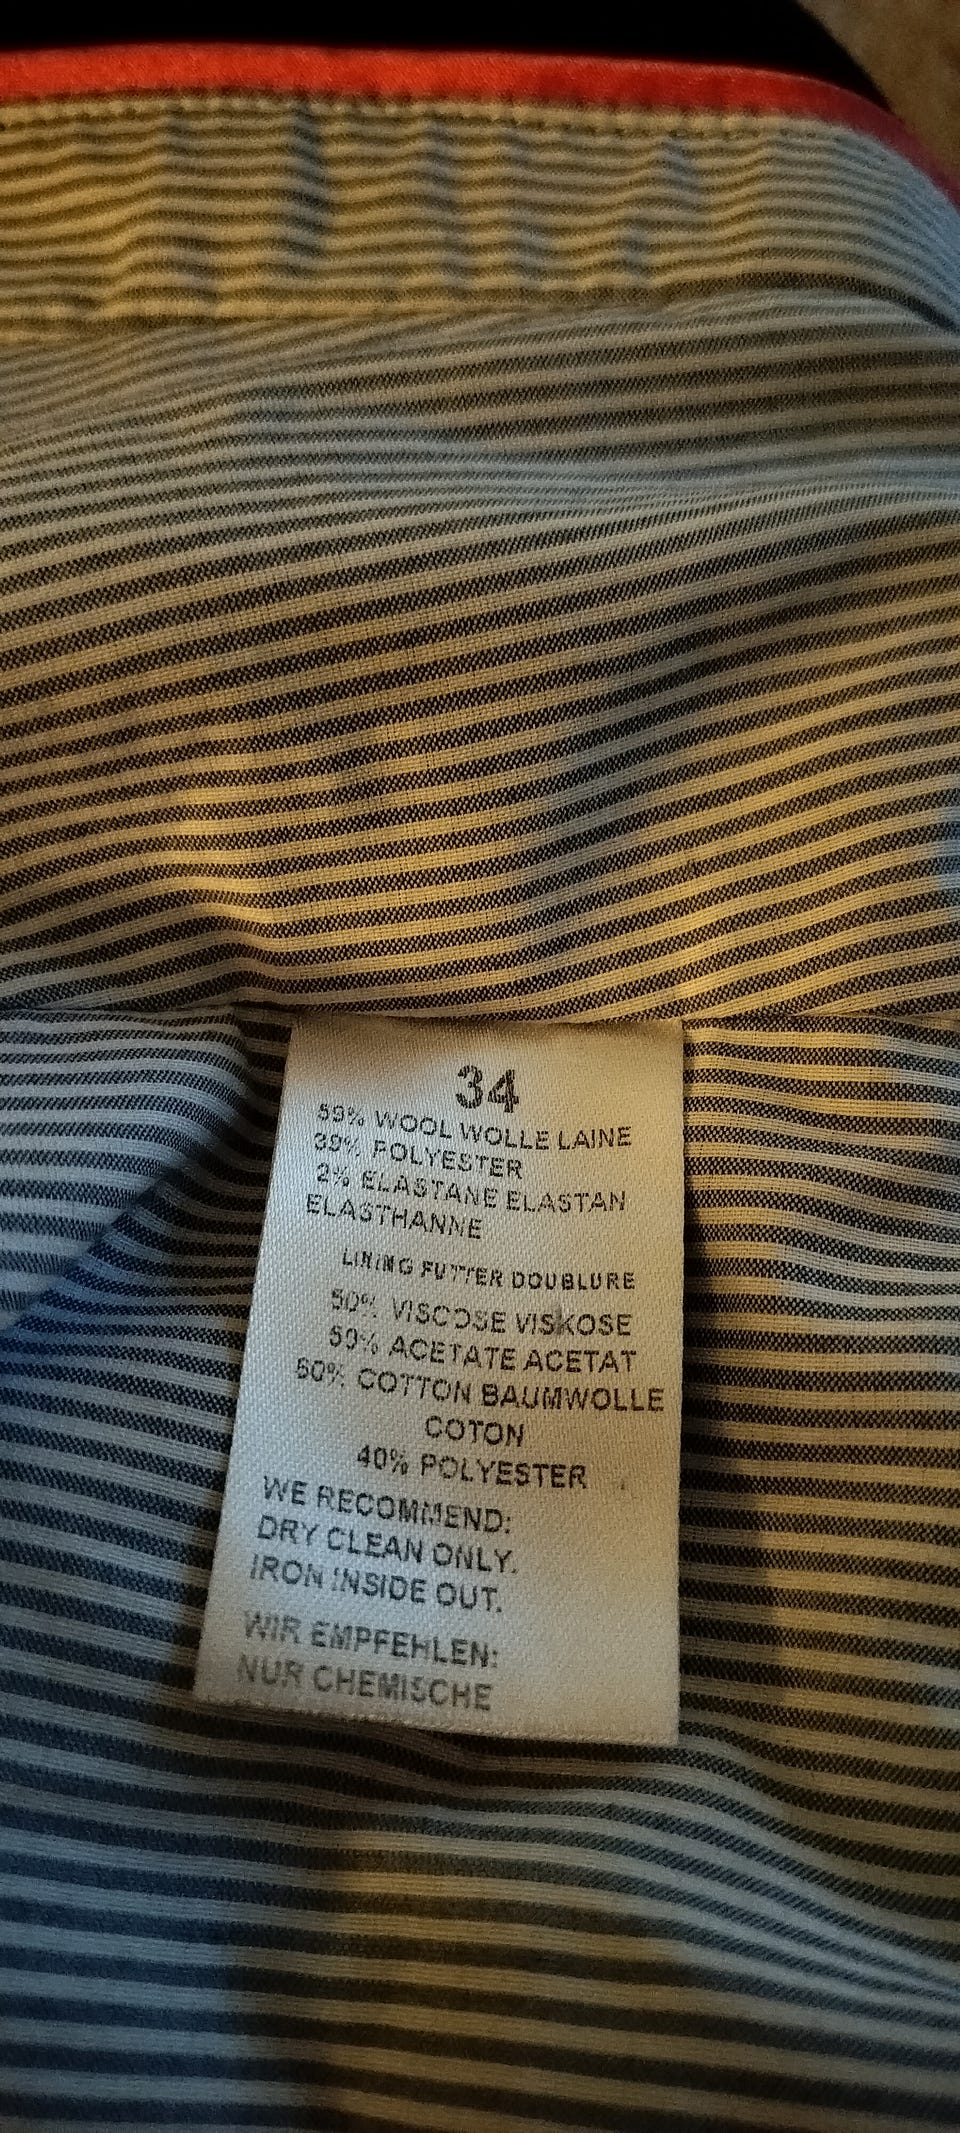 34
59% WOOL WOLLE LAINE
39% POLYESTER
2% ELASTANE ELASTAN
ELASTHANNE
LINING FUTTER DOUBLURE
50% VISCOSE VISKOSE
50% ACETATE ACETAT
60% COTTON BAUMWOLLE
COTON
40% POLYESTER
WE RECOMMEND:
DRY CLEAN ONLY.
IRON INSIDE OUT.
WIR EMPFEHLEN:
NUR CHEMISCHE